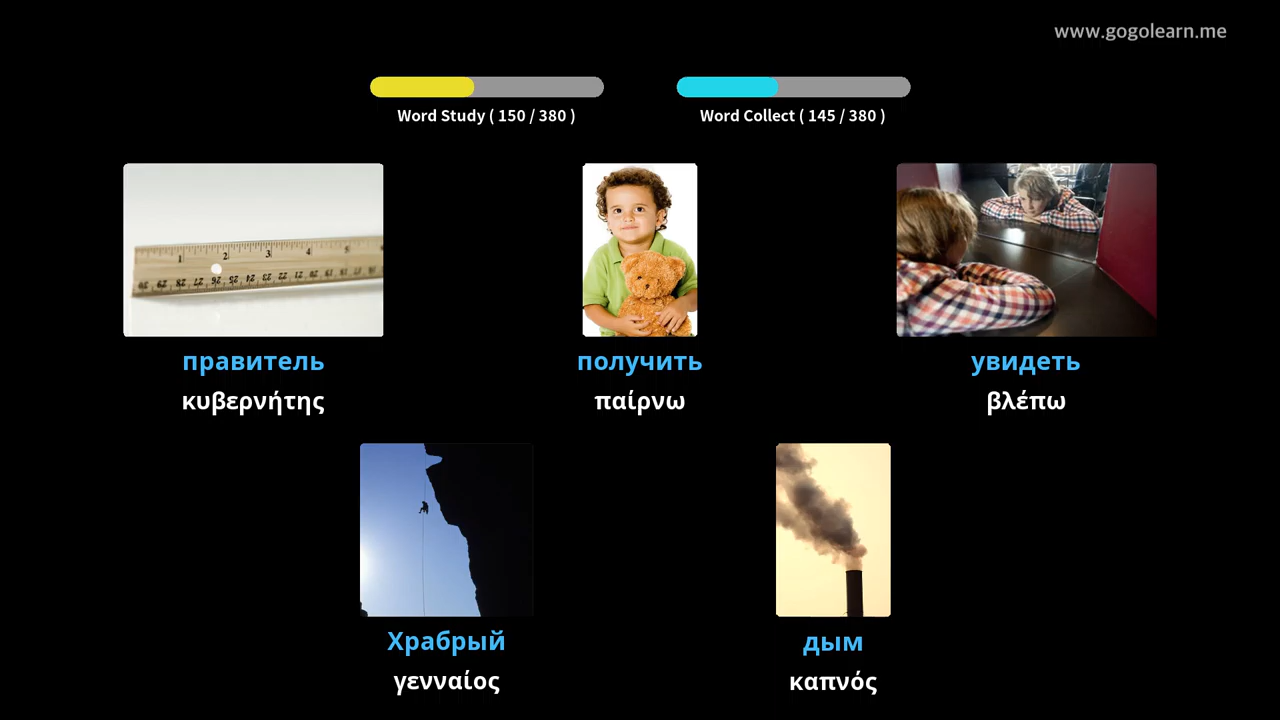 www.gogolearn.me
Word Study ( 150 / 380 )
Word Collect ( 145 / 380 )
правитель
κυβερνήτης
получить
παίρνω
увидеть
βλέπω
Храбрый
γενναίος
дым
καπνός